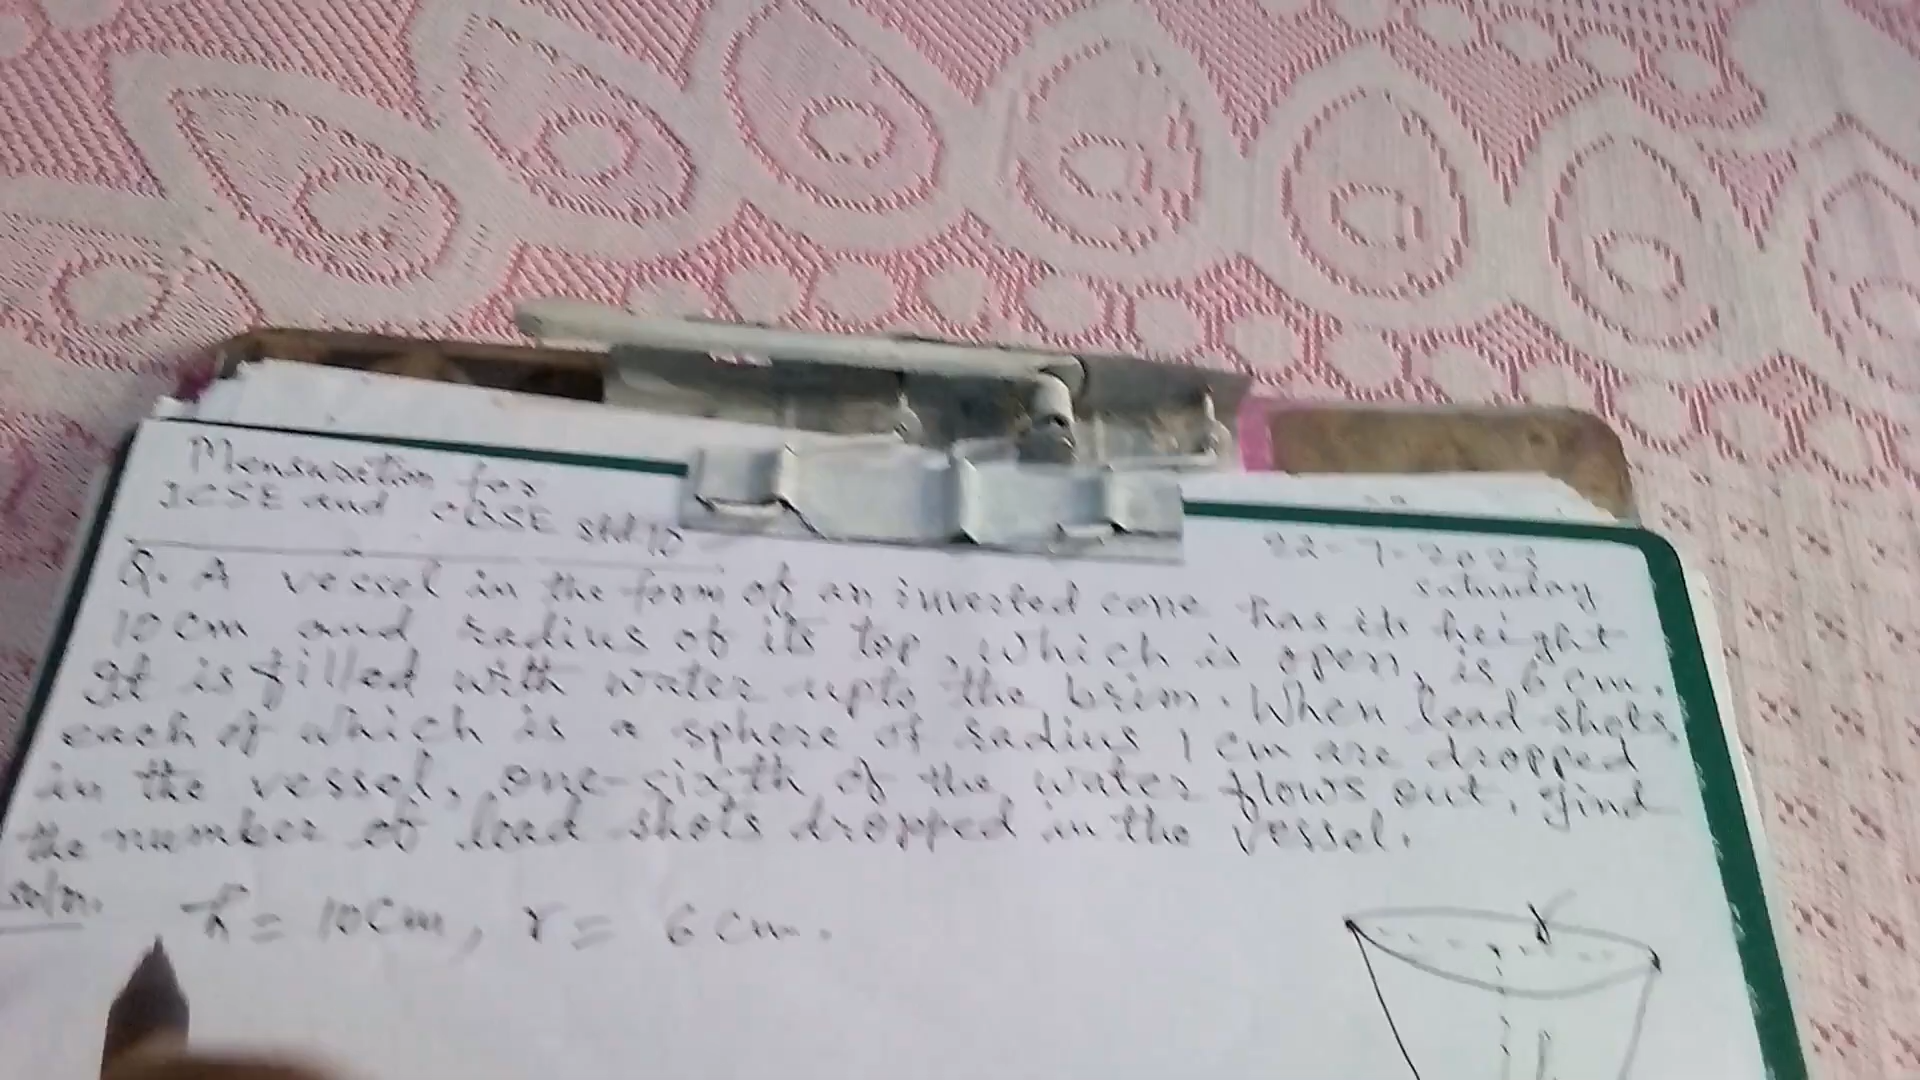 Mensuration for
ICSE and CBSE std 10
22-7-2023
saturday
Q. A vessel in the form of an inverted cone has its height
10 cm and radius of its top, which is open, is 6 cm.
It is filled with water upto the brim. When lead shots,
each of which is a sphere of radius 1 cm are dropped
in the vessel, one-sixth of the water flows out, find
the number of lead shots dropped in the vessel.
soln. h = 10 cm, r = 6 cm.
r
h